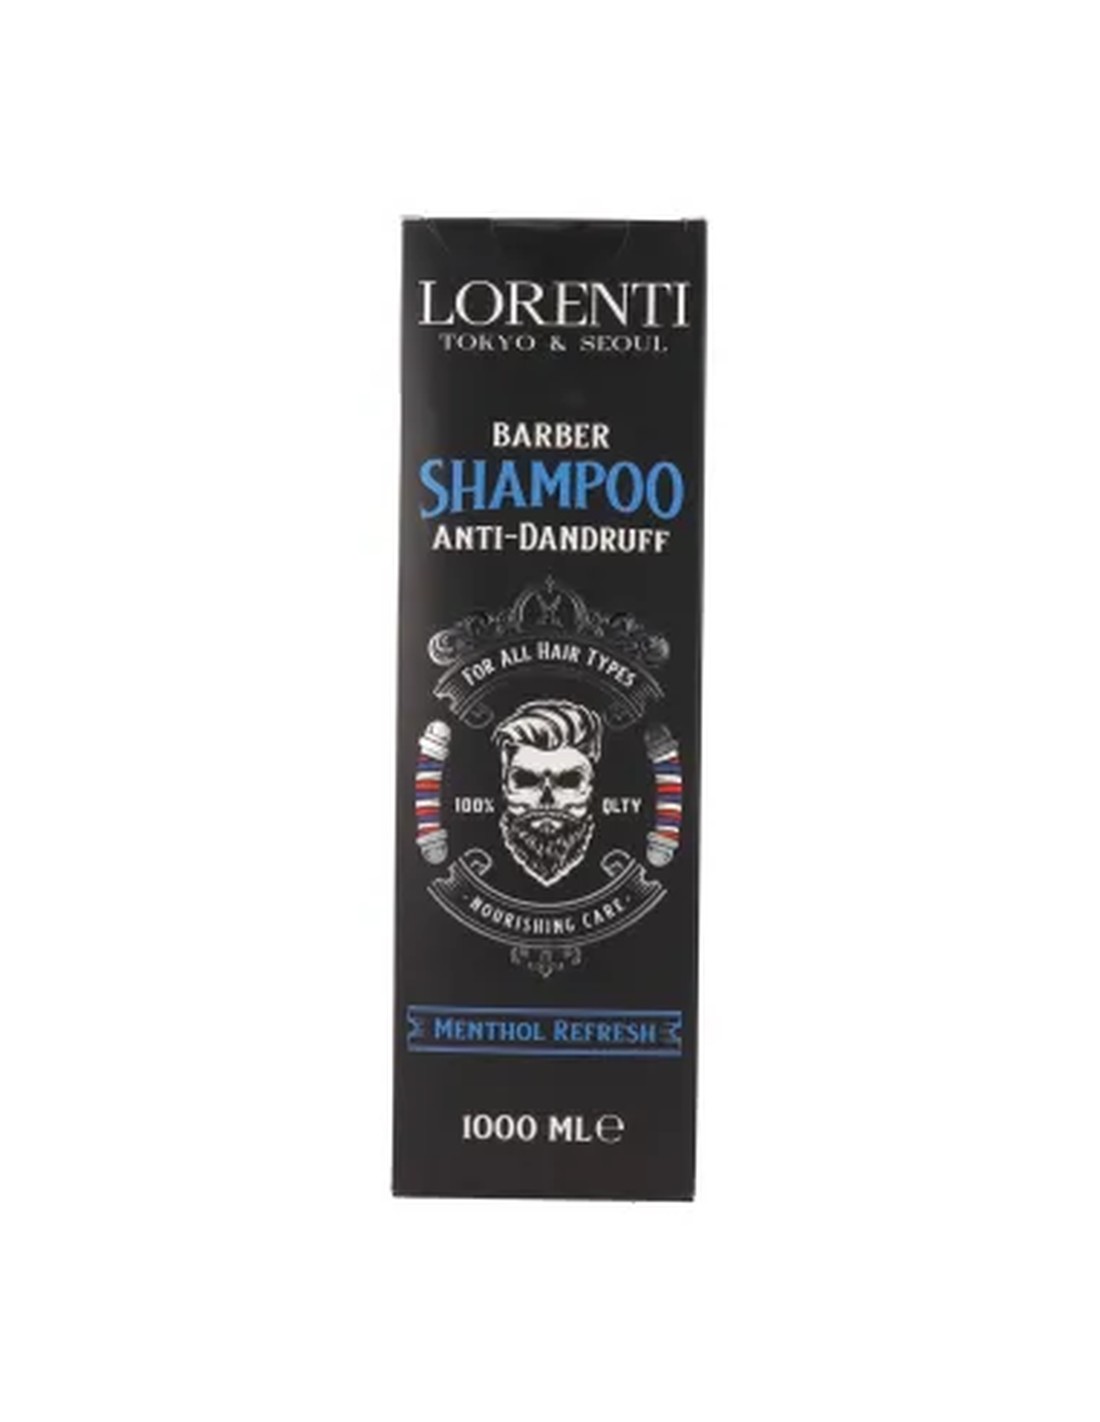 LORENTI
TOKYO & SEOUL
BARBER
SHAMPOO
ANTI-DANDRUFF
FOR ALL HAIR TYPES
100% QLTY
· NOURISHING CARE ·
MENTHOL REFRESH
1000 ML ℮